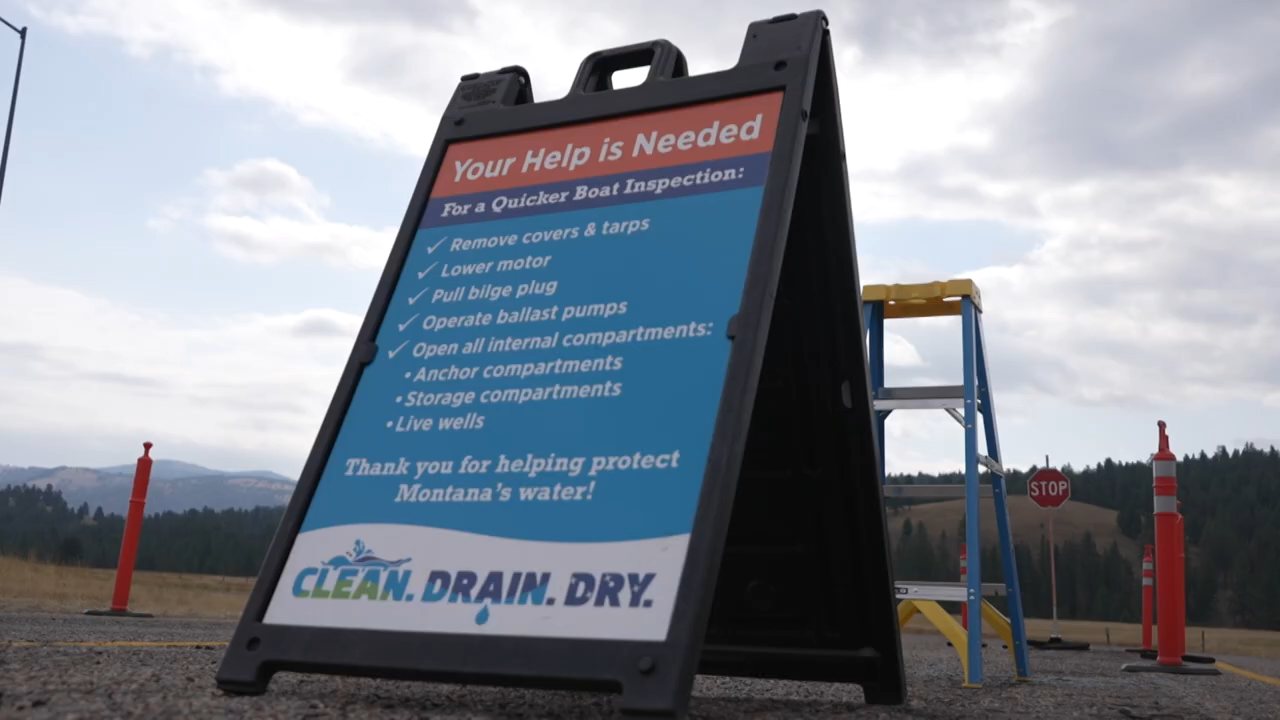 Your Help is Needed
For a Quicker Boat Inspection:
✓ Remove covers & tarps
✓ Lower motor
✓ Pull bilge plug
✓ Operate ballast pumps
✓ Open all internal compartments:
• Anchor compartments
• Storage compartments
• Live wells
Thank you for helping protect
Montana's water!
CLEAN. DRAIN. DRY.
STOP